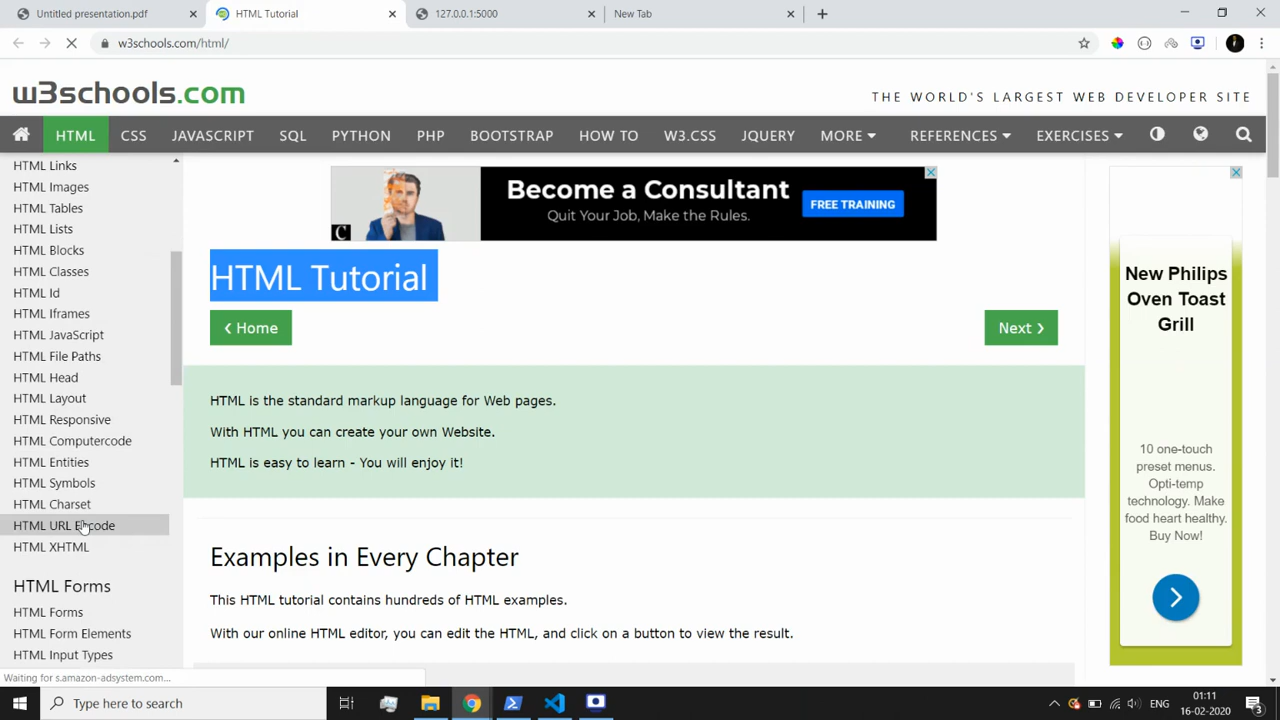 Untitled presentation.pdf
HTML Tutorial
127.0.0.1:5000
New Tab
w3schools.com/html/
w3schools.com
THE WORLD'S LARGEST WEB DEVELOPER SITE
HTML CSS JAVASCRIPT SQL PYTHON PHP BOOTSTRAP HOW TO W3.CSS JQUERY MORE REFERENCES EXERCISES
HTML Links
HTML Images
HTML Tables
HTML Lists
HTML Blocks
HTML Classes
HTML Id
HTML Iframes
HTML JavaScript
HTML File Paths
HTML Head
HTML Layout
HTML Responsive
HTML Computercode
HTML Entities
HTML Symbols
HTML Charset
HTML URL Encode
HTML XHTML
HTML Forms
HTML Forms
HTML Form Elements
HTML Input Types
Become a Consultant
Quit Your Job, Make the Rules.
FREE TRAINING
C
HTML Tutorial
❮ Home
Next ❯
HTML is the standard markup language for Web pages.
With HTML you can create your own Website.
HTML is easy to learn - You will enjoy it!
Examples in Every Chapter
This HTML tutorial contains hundreds of HTML examples.
With our online HTML editor, you can edit the HTML, and click on a button to view the result.
New Philips
Oven Toast
Grill
10 one-touch
preset menus.
Opti-temp
technology. Make
food heart healthy.
Buy Now!
Waiting for s.amazon-adsystem.com...
Type here to search
ENG
01:11
16-02-2020
3